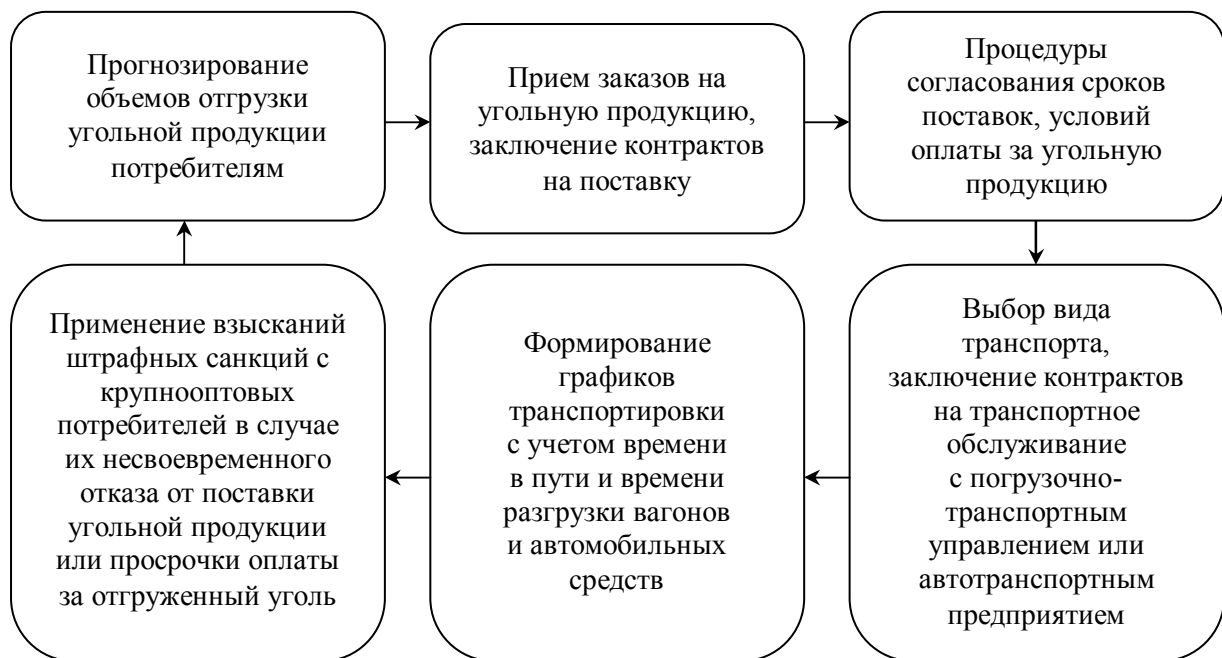 Прогнозирование
объемов отгрузки
угольной продукции
потребителям
Прием заказов на
угольную продукцию,
заключение контрактов
на поставку
Процедуры
согласования сроков
поставок, условий
оплаты за угольную
продукцию
Выбор вида
транспорта,
заключение контрактов
на транспортное
обслуживание
с погрузочно-
транспортным
управлением или
автотранспортным
предприятием
Формирование
графиков
транспортировки
с учетом времени
в пути и времени
разгрузки вагонов
и автомобильных
средств
Применение взысканий
штрафных санкций с
крупнооптовых
потребителей в случае
их несвоевременного
отказа от поставки
угольной продукции
или просрочки оплаты
за отгруженный уголь